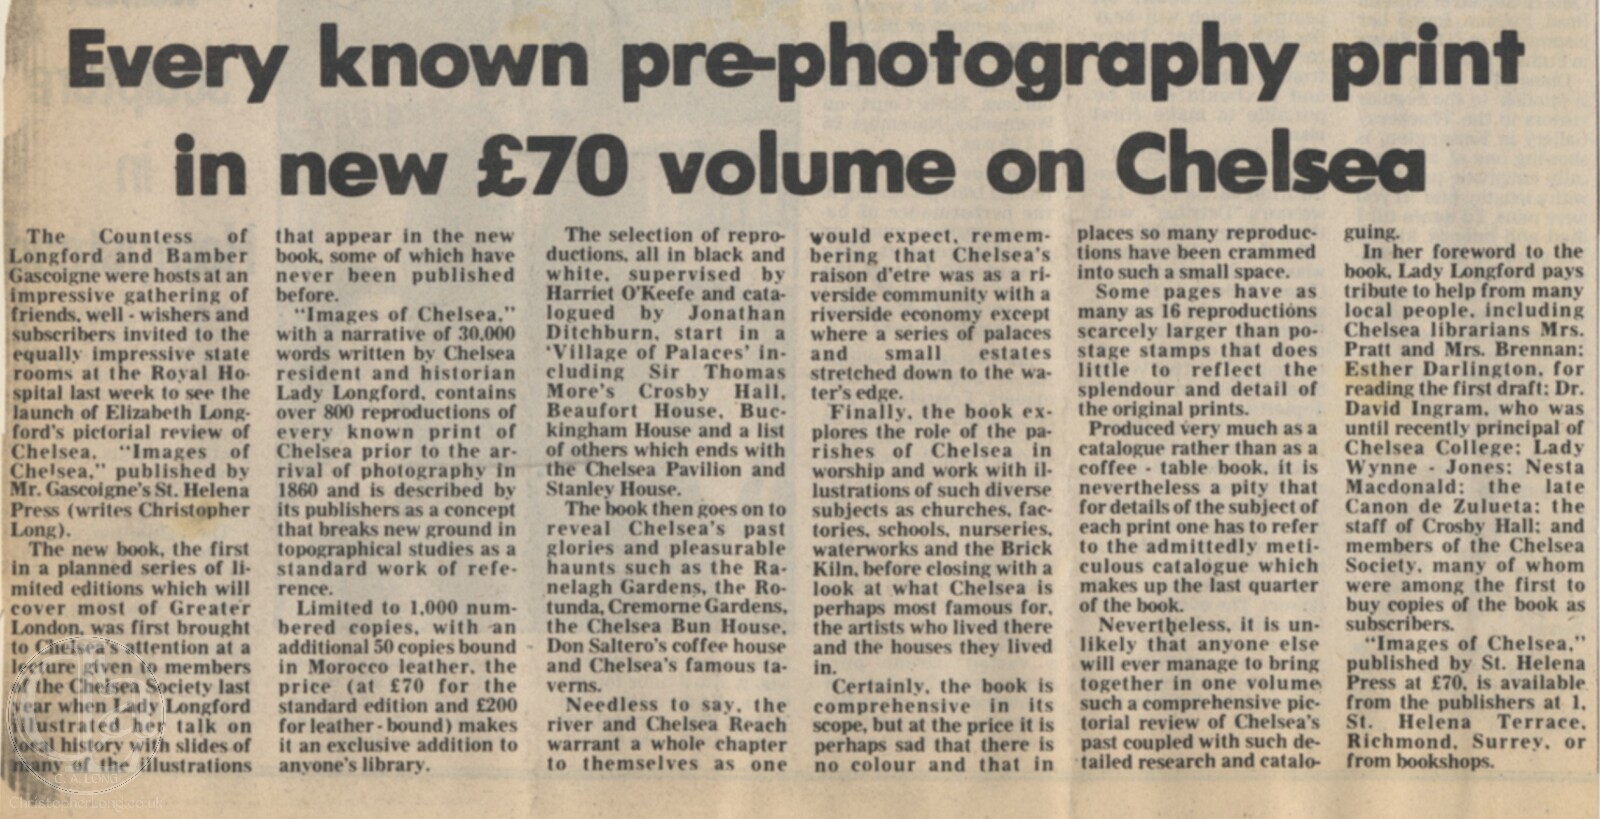 Every known pre-photography print
in new £70 volume on Chelsea
The Countess of
Longford and Bamber
Gascoigne were hosts at an
impressive gathering of
friends, well - wishers and
subscribers invited to the
equally impressive state
rooms at the Royal Ho-
spital last week to see the
launch of Elizabeth Long-
ford's pictorial review of
Chelsea, "Images of
Chelsea," published by
Mr. Gascoigne's St. Helena
Press (writes Christopher
Long).
The new book, the first
in a planned series of li-
mited editions which will
cover most of Greater
London, was first brought
to Chelsea's attention at a
lecture given to members
of the Chelsea Society last
year when Lady Longford
illustrated her talk on
local history with slides of
many of the illustrations
that appear in the new
book, some of which have
never been published
before.
"Images of Chelsea,"
with a narrative of 30,000
words written by Chelsea
resident and historian
Lady Longford, contains
over 800 reproductions of
every known print of
Chelsea prior to the ar-
rival of photography in
1860 and is described by
its publishers as a concept
that breaks new ground in
topographical studies as a
standard work of refe-
rence.
Limited to 1,000 num-
bered copies, with an
additional 50 copies bound
in Morocco leather, the
price (at £70 for the
standard edition and £200
for leather - bound) makes
it an exclusive addition to
anyone's library.
The selection of repro-
ductions, all in black and
white, supervised by
Harriet O'Keefe and cata-
logued by Jonathan
Ditchburn, start in a
'Village of Palaces' in-
cluding Sir Thomas
More's Crosby Hall,
Beaufort House, Buc-
kingham House and a list
of others which ends with
the Chelsea Pavilion and
Stanley House.
The book then goes on to
reveal Chelsea's past
glories and pleasurable
haunts such as the Ra-
nelagh Gardens, the Ro-
tunda, Cremorne Gardens,
the Chelsea Bun House,
Don Saltero's coffee house
and Chelsea's famous ta-
verns.
Needless to say, the
river and Chelsea Reach
warrant a whole chapter
to themselves as one
would expect, remem-
bering that Chelsea's
raison d'etre was as a ri-
verside community with a
riverside economy except
where a series of palaces
and small estates
stretched down to the wa-
ter's edge.
Finally, the book ex-
plores the role of the pa-
rishes of Chelsea in
worship and work with il-
lustrations of such diverse
subjects as churches, fac-
tories, schools, nurseries,
waterworks and the Brick
Kiln, before closing with a
look at what Chelsea is
perhaps most famous for,
the artists who lived there
and the houses they lived
in.
Certainly, the book is
comprehensive in its
scope, but at the price it is
perhaps sad that there is
no colour and that in
places so many reproduc-
tions have been crammed
into such a small space.
Some pages have as
many as 16 reproductions
scarcely larger than po-
stage stamps that does
little to reflect the
splendour and detail of
the original prints.
Produced very much as a
catalogue rather than as a
coffee - table book, it is
nevertheless a pity that
for details of the subject of
each print one has to refer
to the admittedly meti-
culous catalogue which
makes up the last quarter
of the book.
Nevertheless, it is un-
likely that anyone else
will ever manage to bring
together in one volume
such a comprehensive pic-
torial review of Chelsea's
past coupled with such de-
tailed research and catalo-
guing.
In her foreword to the
book, Lady Longford pays
tribute to help from many
local people, including
Chelsea librarians Mrs.
Pratt and Mrs. Brennan;
Esther Darlington, for
reading the first draft; Dr.
David Ingram, who was
until recently principal of
Chelsea College; Lady
Wynne - Jones; Nesta
Macdonald; the late
Canon de Zulueta; the
staff of Crosby Hall; and
members of the Chelsea
Society, many of whom
were among the first to
buy copies of the book as
subscribers.
"Images of Chelsea,"
published by St. Helena
Press at £70, is available
from the publishers at 1,
St. Helena Terrace,
Richmond, Surrey, or
from bookshops.
C. A. LONG
ChristopherLong.co.uk